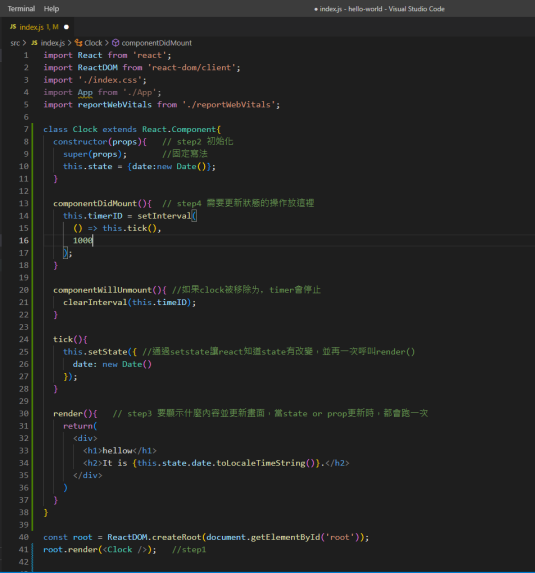 Terminal Help
● index.js - hello-world - Visual Studio Code
JS index.js 1, M ●
src > JS index.js > Clock > componentDidMount
1 import React from 'react';
2 import ReactDOM from 'react-dom/client';
3 import './index.css';
4 import App from './App';
5 import reportWebVitals from './reportWebVitals';
6
7 class Clock extends React.Component{
8 constructor(props){ // step2 初始化
9 super(props); //固定寫法
10 this.state = {date:new Date()};
11 }
12
13 componentDidMount(){ // step4 需要更新狀態的操作放這裡
14 this.timerID = setInterval(
15 () => this.tick(),
16 1000
17 );
18 }
19
20 componentWillUnmount(){ //如果clock被移除ㄌ, timer會停止
21 clearInterval(this.timeID);
22 }
23
24 tick(){
25 this.setState({ //通過setstate讓react知道state有改變，並再一次呼叫render()
26 date: new Date()
27 });
28 }
29
30 render(){ // step3 要顯示什麼內容並更新畫面，當state or prop更新時，都會跑一次
31 return(
32 <div>
33 <h1>hellow</h1>
34 <h2>It is {this.state.date.toLocaleTimeString()}.</h2>
35 </div>
36 )
37 }
38 }
39
40 const root = ReactDOM.createRoot(document.getElementById('root'));
41 root.render(<Clock />); //step1
42